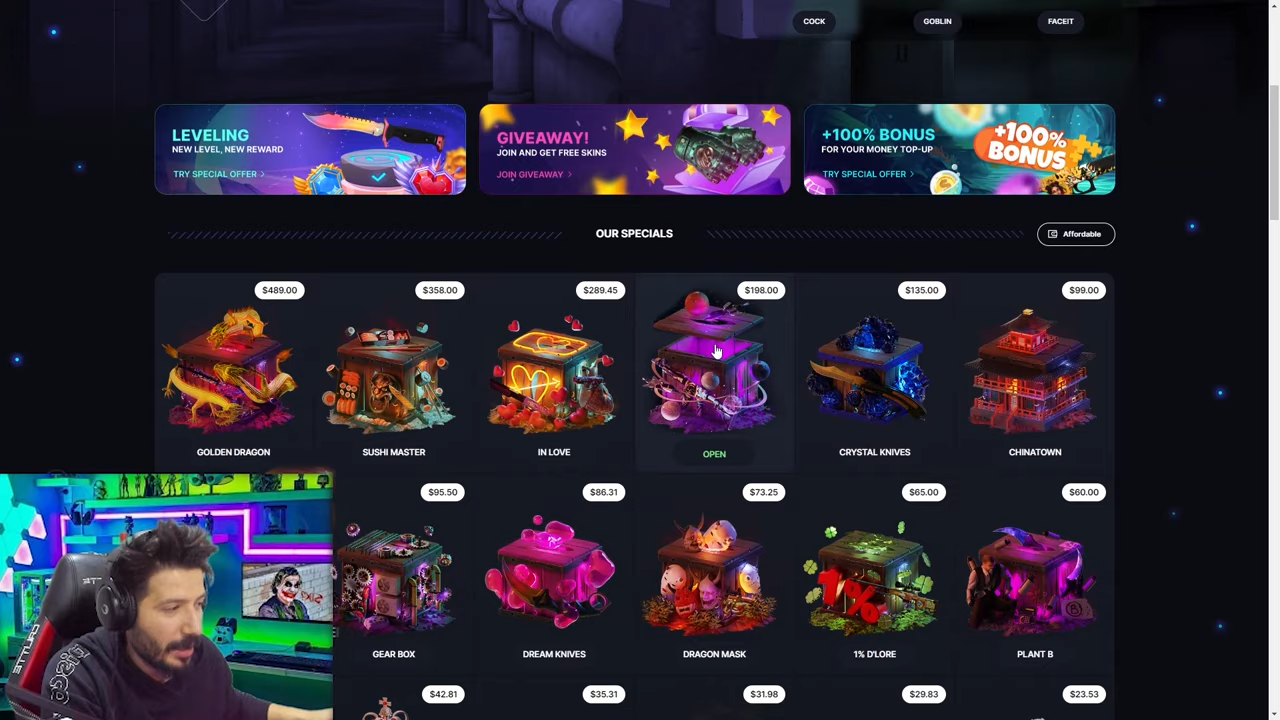 COCK
GOBLIN
FACEIT
LEVELING
NEW LEVEL, NEW REWARD
TRY SPECIAL OFFER
GIVEAWAY!
JOIN AND GET FREE SKINS
JOIN GIVEAWAY
+100% BONUS
FOR YOUR MONEY TOP-UP
TRY SPECIAL OFFER
+100%
BONUS
OUR SPECIALS
Affordable
$489.00
$358.00
$289.45
$198.00
$135.00
$99.00
GOLDEN DRAGON
SUSHI MASTER
IN LOVE
OPEN
CRYSTAL KNIVES
CHINATOWN
$95.50
$86.31
$73.25
$65.00
$60.00
1%
GEAR BOX
DREAM KNIVES
DRAGON MASK
1% D'LORE
PLANT B
$42.81
$35.31
$31.98
$29.83
$23.53